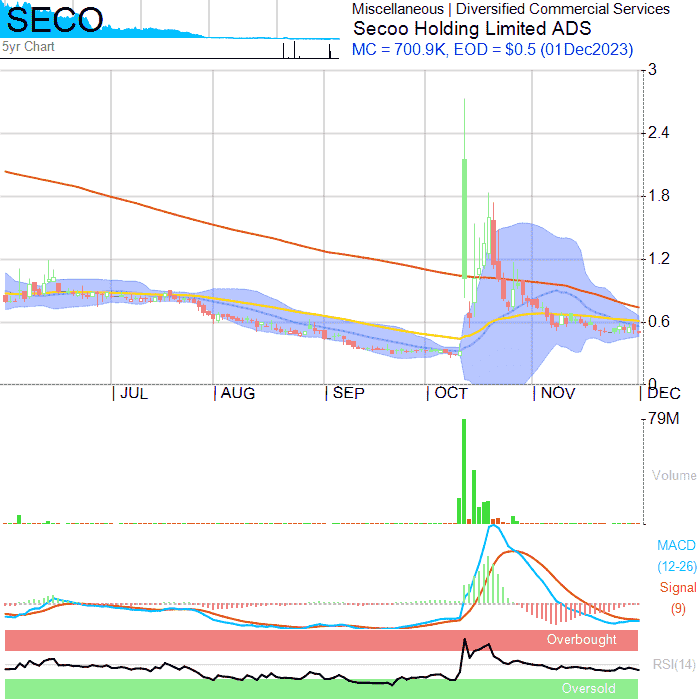 SECO
5yr Chart
Miscellaneous | Diversified Commercial Services
Secoo Holding Limited ADS
MC = 700.9K, EOD = $0.5 (01Dec2023)
3
2.4
1.8
1.2
0.6
0
| JUL | AUG | SEP | OCT | NOV | DEC
79M
Volume
MACD
(12-26)
Signal
(9)
Overbought
RSI(14)
Oversold